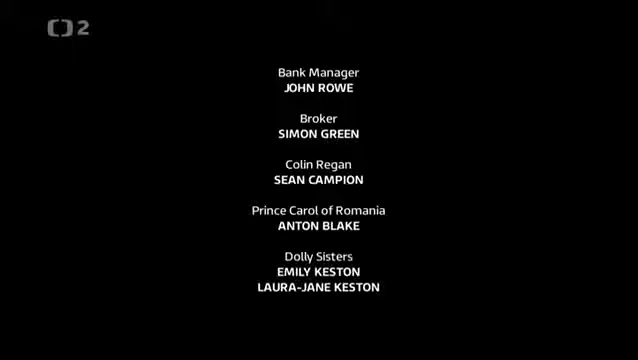 2
Bank Manager
JOHN ROWE
Broker
SIMON GREEN
Colin Regan
SEAN CAMPION
Prince Carol of Romania
ANTON BLAKE
Dolly Sisters
EMILY KESTON
LAURA-JANE KESTON